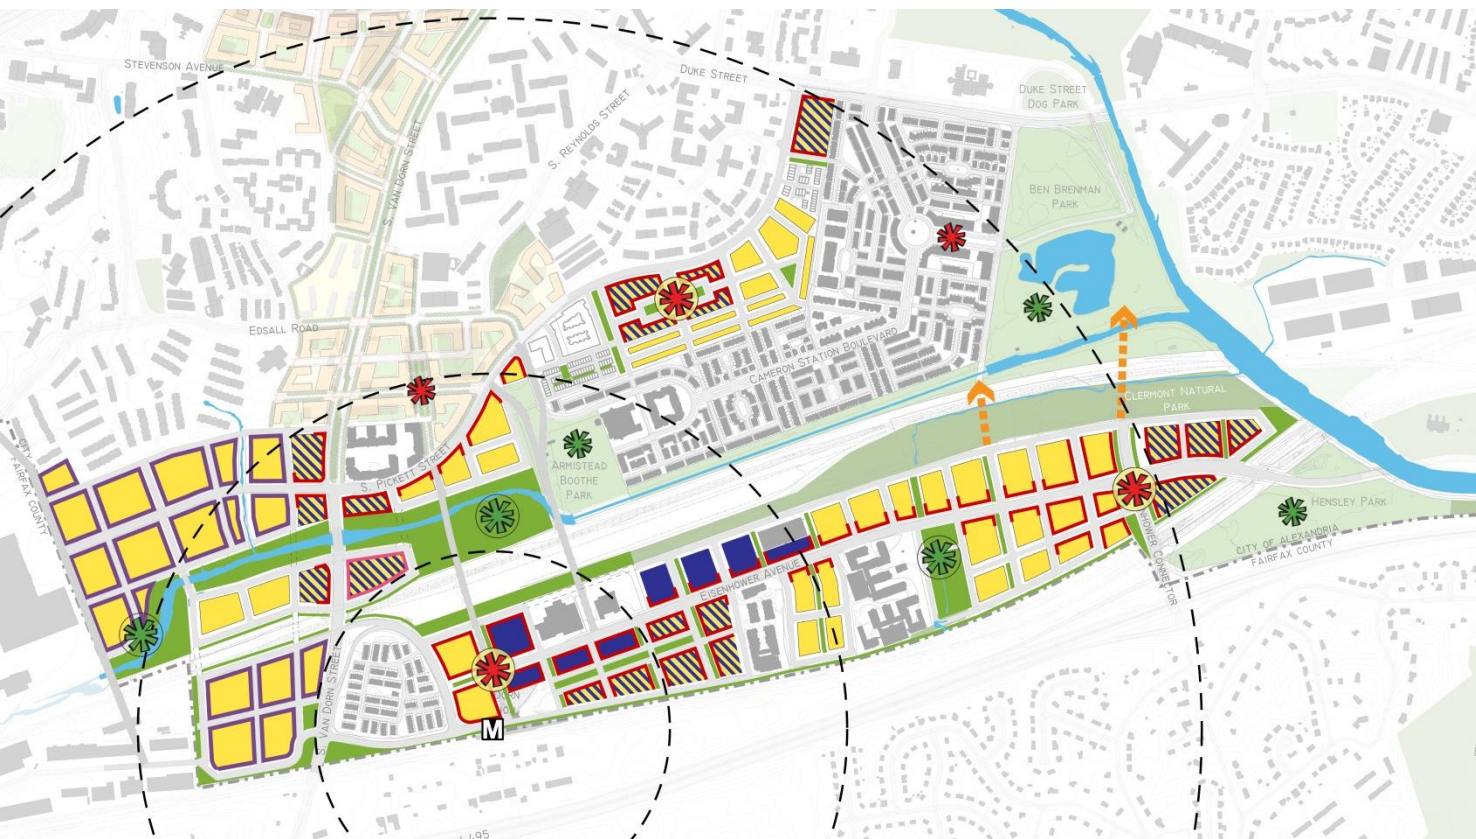 STEVENSON AVENUE
DUKE STREET
DUKE STREET
DOG PARK
S. VAN DORN STREET
S. REYNOLDS STREET
BEN BRENMAN
PARK
EDSALL ROAD
CAMERON STATION BOULEVARD
CLERMONT NATURAL
PARK
S. PICKETT STREET
ARMISTEAD
BOOTHE
PARK
CITY
FAIRFAX COUNTY
HENSLEY PARK
CITY OF ALEXANDRIA
FAIRFAX COUNTY
EISENHOWER AVENUE
CONNECTOR
S. VAN DORN STREET
M
495